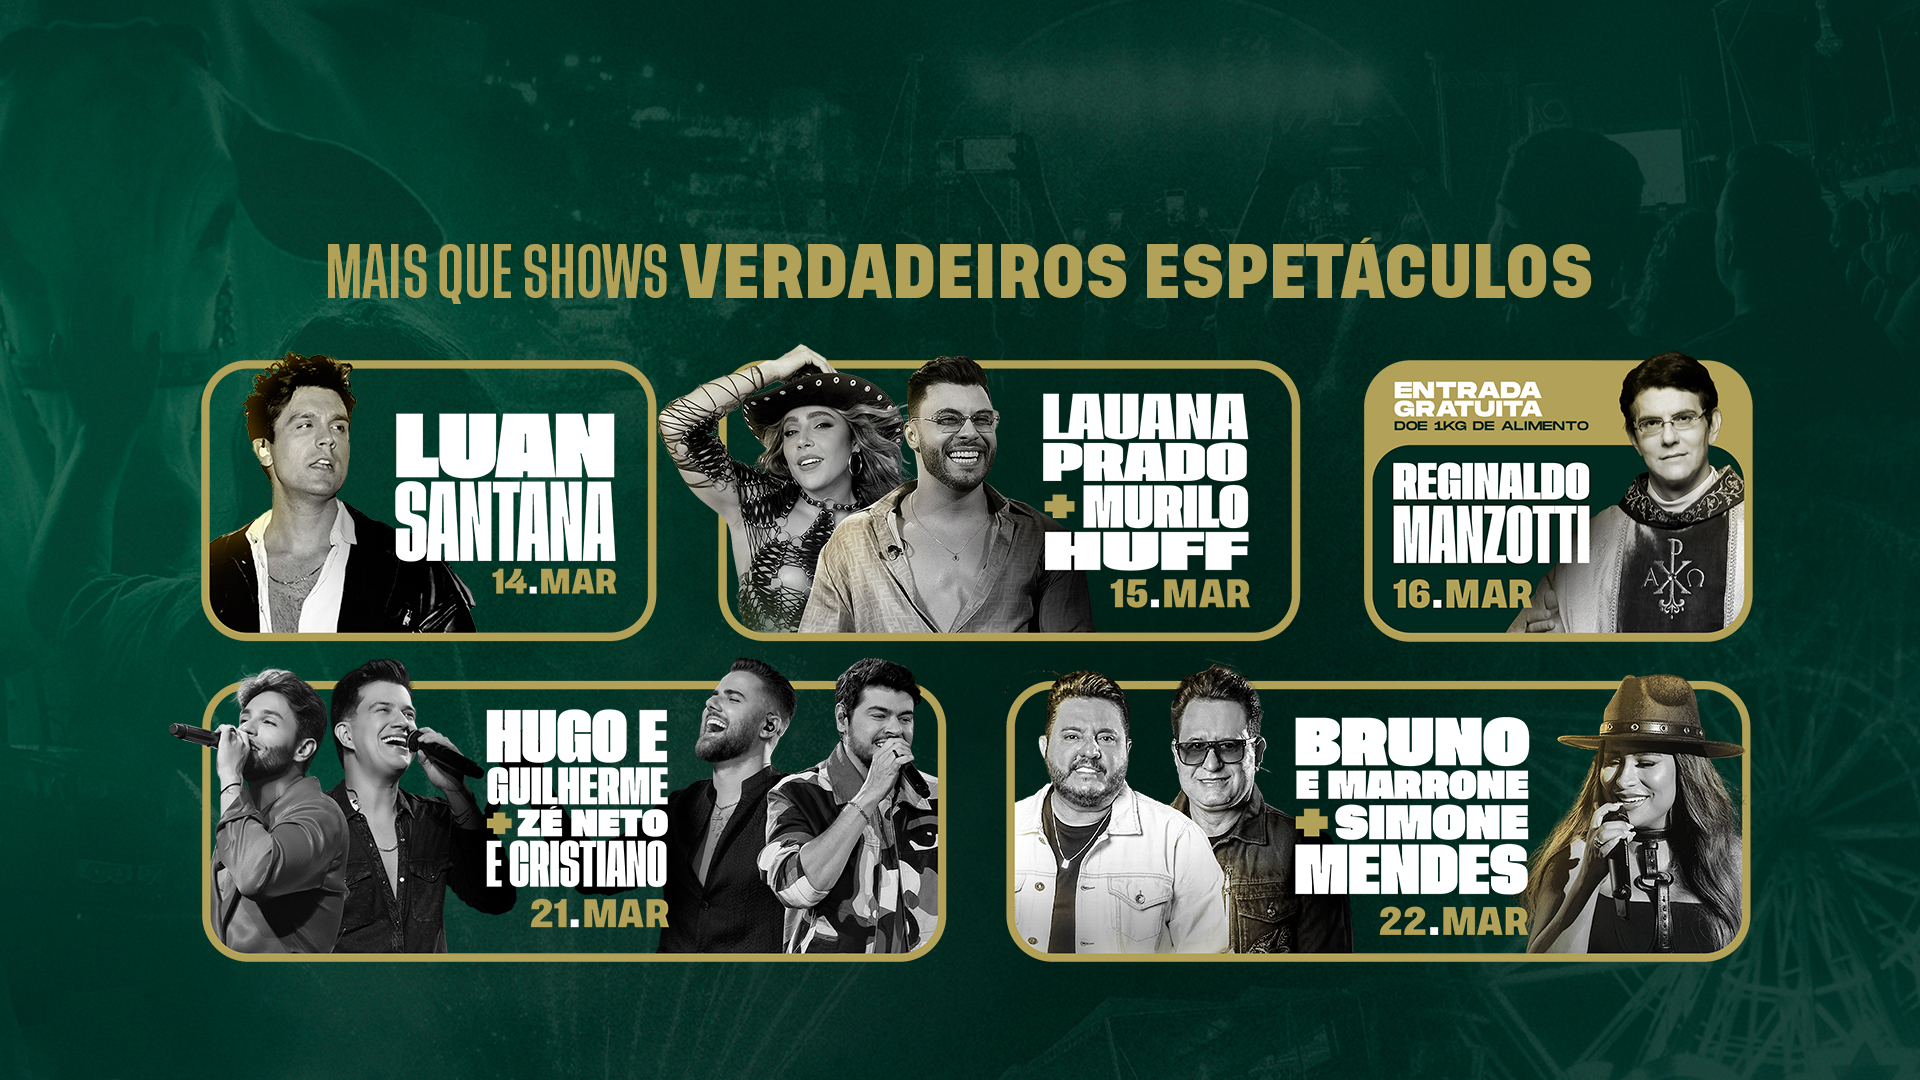 MAIS QUE SHOWS VERDADEIROS ESPETÁCULOS
LUAN
SANTANA
14.MAR
LAUANA
PRADO
+ MURILO
HUFF
15.MAR
ENTRADA
GRATUITA
DOE 1KG DE ALIMENTO
REGINALDO
MANZOTTI
16.MAR
Α Ω
HUGO E
GUILHERME
+ ZÉ NETO
E CRISTIANO
21.MAR
BRUNO
E MARRONE
+ SIMONE
MENDES
22.MAR